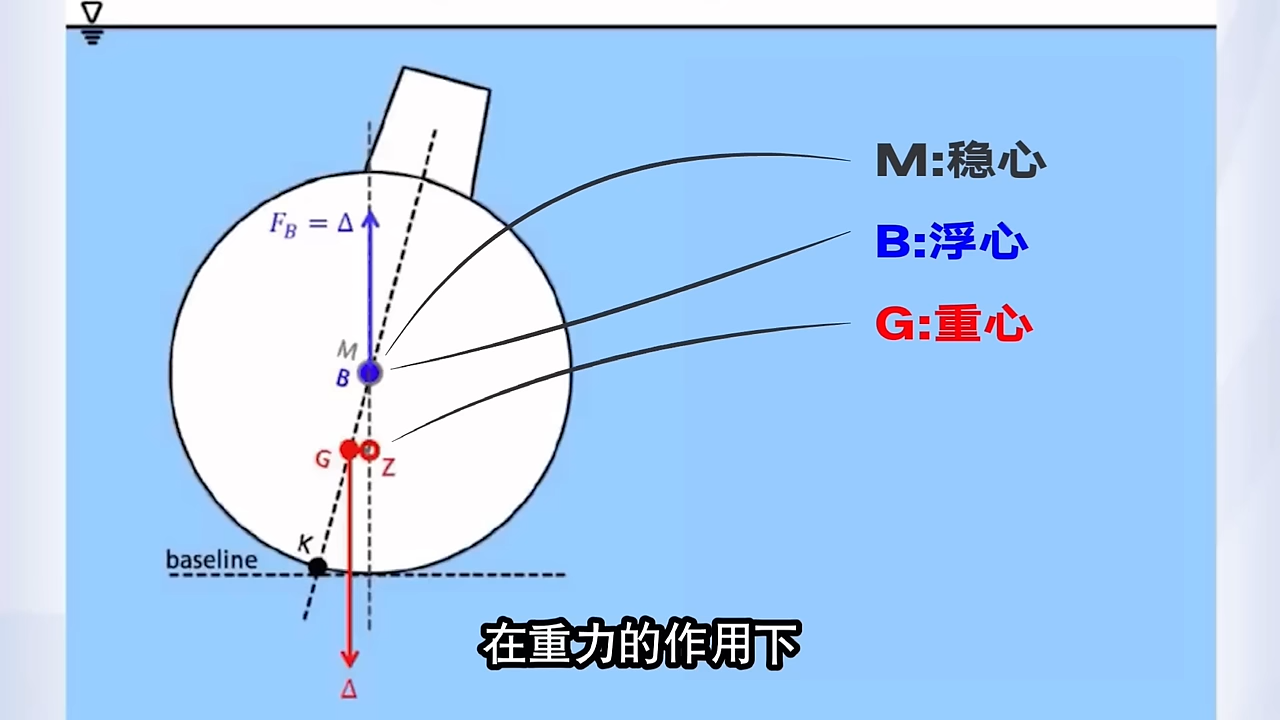 M:稳心
F_B = Δ
B:浮心
G:重心
M
B
G
Z
K
baseline
在重力的作用下
Δ